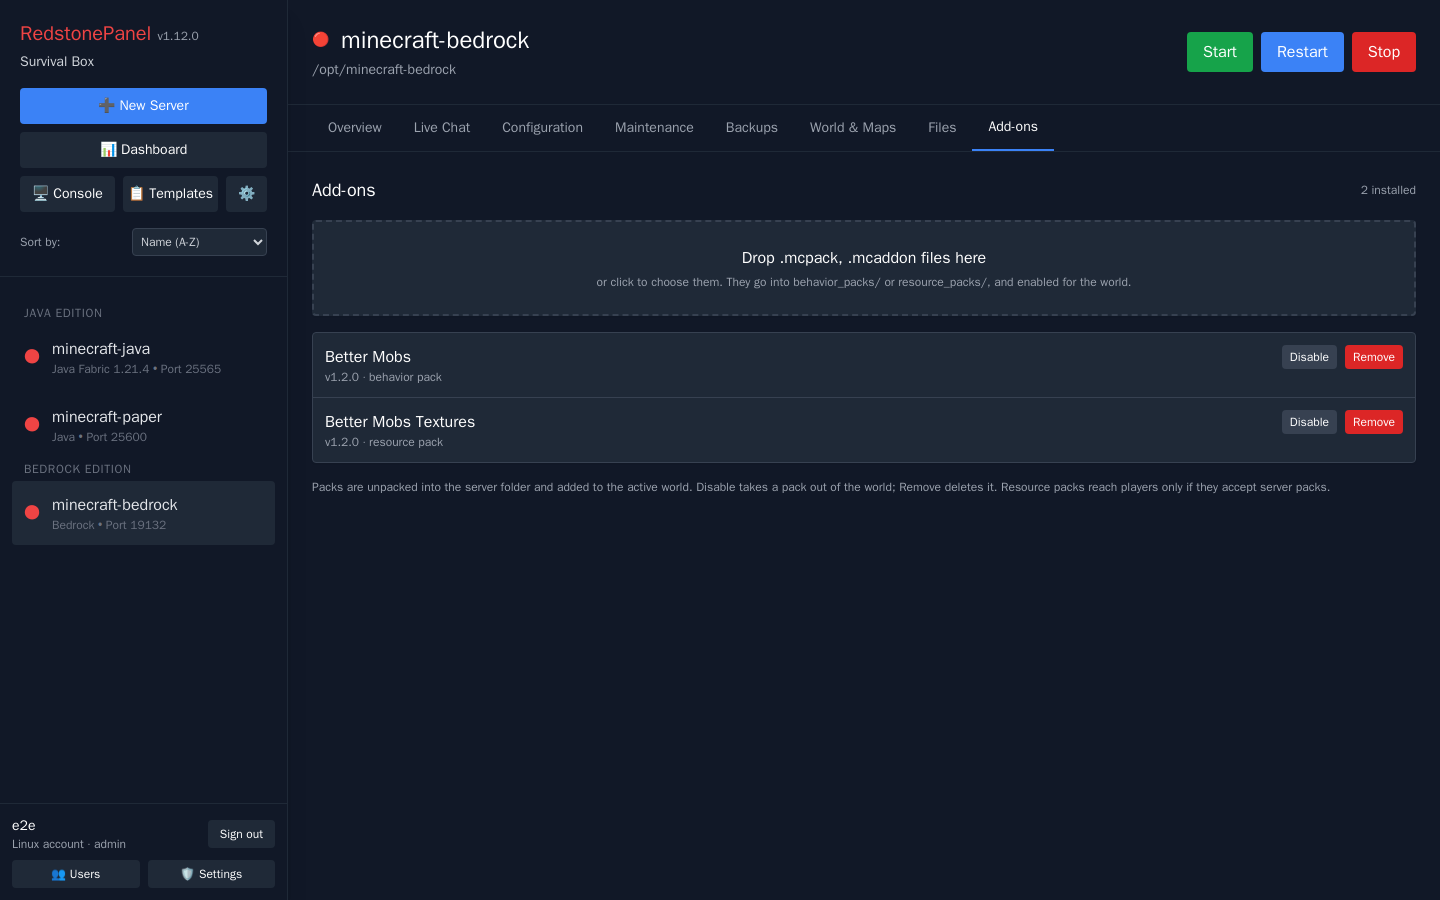 RedstonePanel v1.12.0
Survival Box
➕ New Server
📊 Dashboard
🖥️ Console
📋 Templates
⚙️
Sort by:
Name (A-Z)
JAVA EDITION
minecraft-java
Java Fabric 1.21.4 • Port 25565
minecraft-paper
Java • Port 25600
BEDROCK EDITION
minecraft-bedrock
Bedrock • Port 19132
e2e
Linux account · admin
Sign out
👥 Users
🛡️ Settings
minecraft-bedrock
/opt/minecraft-bedrock
Start
Restart
Stop
Overview
Live Chat
Configuration
Maintenance
Backups
World & Maps
Files
Add-ons
Add-ons
2 installed
Drop .mcpack, .mcaddon files here
or click to choose them. They go into behavior_packs/ or resource_packs/, and enabled for the world.
Better Mobs
v1.2.0 · behavior pack
Disable
Remove
Better Mobs Textures
v1.2.0 · resource pack
Disable
Remove
Packs are unpacked into the server folder and added to the active world. Disable takes a pack out of the world; Remove deletes it. Resource packs reach players only if they accept server packs.